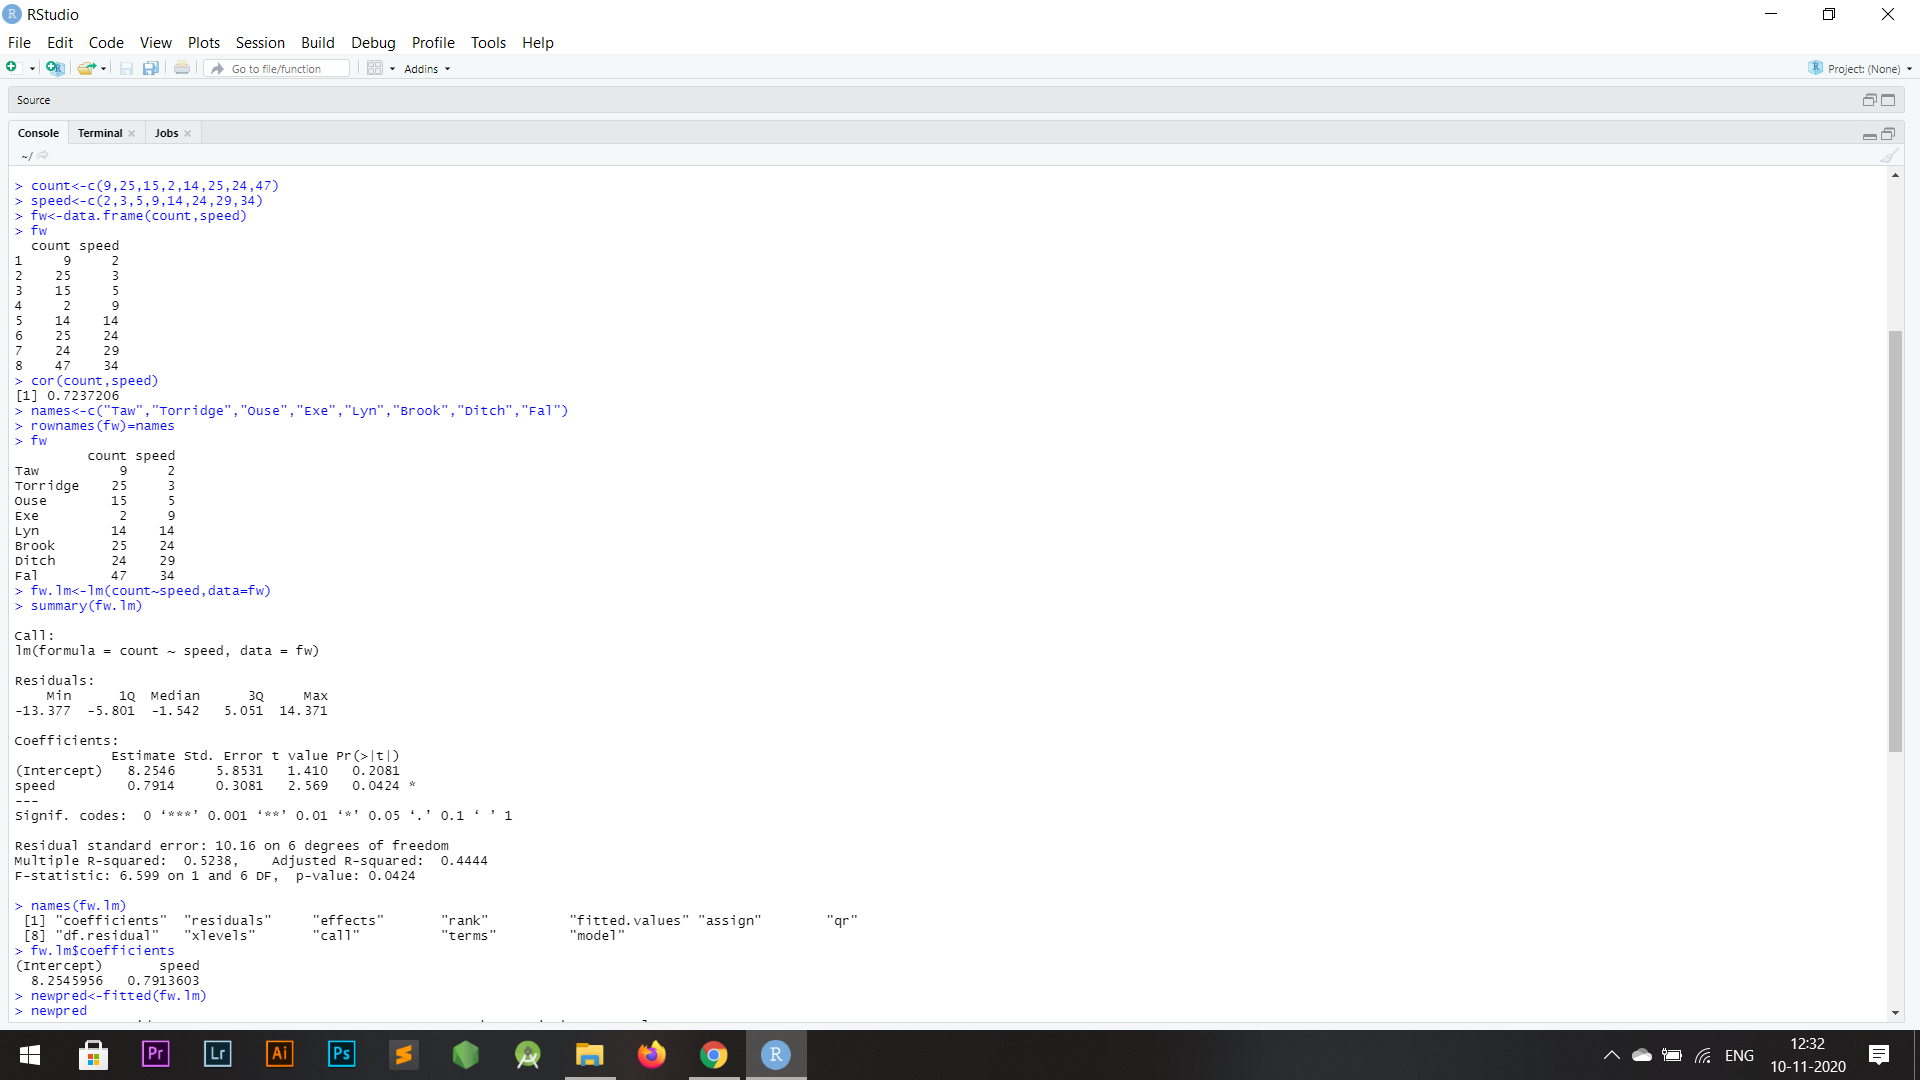 RStudio
File Edit Code View Plots Session Build Debug Profile Tools Help
Go to file/function Addins Project: (None)
Source
Console Terminal Jobs
~/
> count<-c(9,25,15,2,14,25,24,47)
> speed<-c(2,3,5,9,14,24,29,34)
> fw<-data.frame(count,speed)
> fw
  count speed
1     9     2
2    25     3
3    15     5
4     2     9
5    14    14
6    25    24
7    24    29
8    47    34
> cor(count,speed)
[1] 0.7237206
> names<-c("Taw","Torridge","Ouse","Exe","Lyn","Brook","Ditch","Fal")
> rownames(fw)=names
> fw
         count speed
Taw          9     2
Torridge    25     3
Ouse        15     5
Exe          2     9
Lyn         14    14
Brook       25    24
Ditch       24    29
Fal         47    34
> fw.lm<-lm(count~speed,data=fw)
> summary(fw.lm)
Call:
lm(formula = count ~ speed, data = fw)
Residuals:
    Min      1Q  Median      3Q     Max
-13.377  -5.801  -1.542   5.051  14.371
Coefficients:
            Estimate Std. Error t value Pr(>|t|)
(Intercept)   8.2546     5.8531   1.410   0.2081
speed         0.7914     0.3081   2.569   0.0424 *
---
Signif. codes:  0 ‘***’ 0.001 ‘**’ 0.01 ‘*’ 0.05 ‘.’ 0.1 ‘ ’ 1
Residual standard error: 10.16 on 6 degrees of freedom
Multiple R-squared:  0.5238,    Adjusted R-squared:  0.4444
F-statistic: 6.599 on 1 and 6 DF,  p-value: 0.0424
> names(fw.lm)
 [1] "coefficients"  "residuals"     "effects"       "rank"          "fitted.values" "assign"        "qr"
 [8] "df.residual"   "xlevels"       "call"          "terms"         "model"
> fw.lm$coefficients
(Intercept)       speed
  8.2545956   0.7913603
> newpred<-fitted(fw.lm)
> newpred
Pr Lr Ai Ps R ENG 12:32
10-11-2020